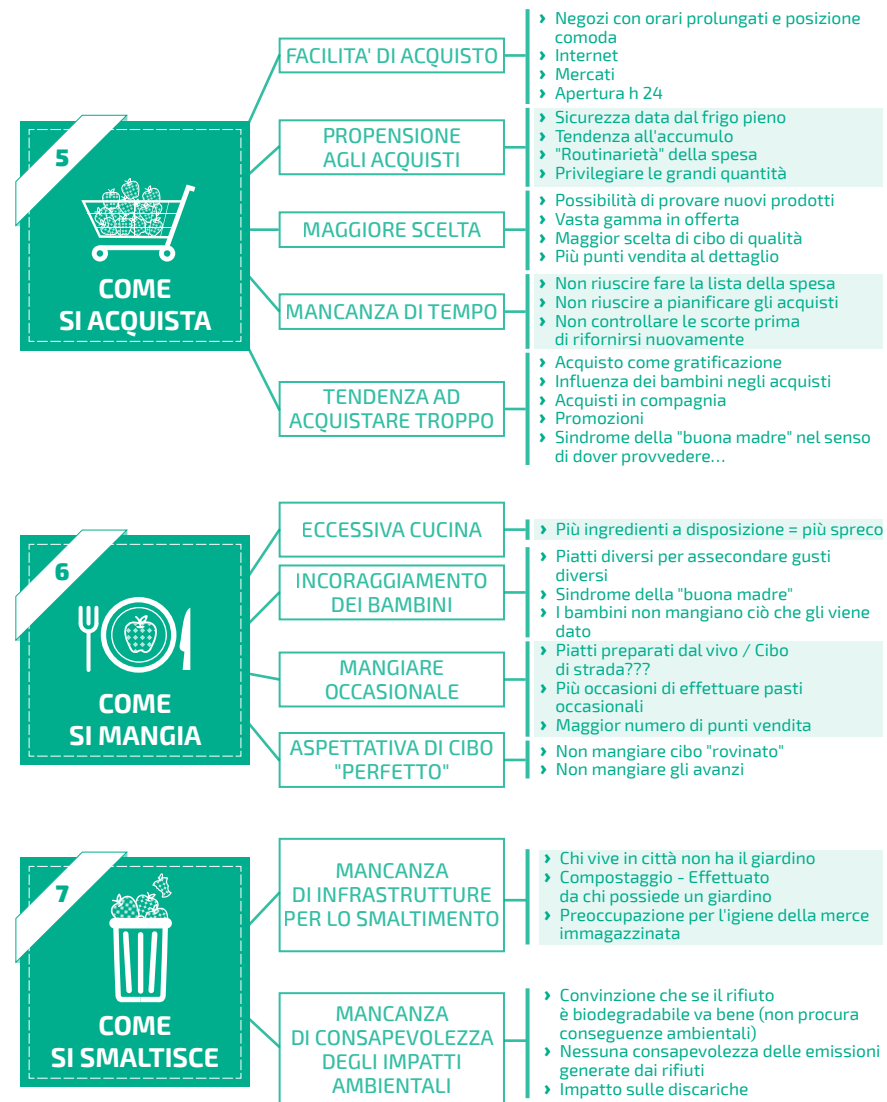 5
COME
SI ACQUISTA
FACILITA' DI ACQUISTO
› Negozi con orari prolungati e posizione
comoda
› Internet
› Mercati
› Apertura h 24
PROPENSIONE
AGLI ACQUISTI
› Sicurezza data dal frigo pieno
› Tendenza all'accumulo
› "Routinarietà" della spesa
› Privilegiare le grandi quantità
MAGGIORE SCELTA
› Possibilità di provare nuovi prodotti
› Vasta gamma in offerta
› Maggior scelta di cibo di qualità
› Più punti vendita al dettaglio
MANCANZA DI TEMPO
› Non riuscire fare la lista della spesa
› Non riuscire a pianificare gli acquisti
› Non controllare le scorte prima
di rifornirsi nuovamente
TENDENZA AD
ACQUISTARE TROPPO
› Acquisto come gratificazione
› Influenza dei bambini negli acquisti
› Acquisti in compagnia
› Promozioni
› Sindrome della "buona madre" nel senso
di dover provvedere…
6
COME
SI MANGIA
ECCESSIVA CUCINA
› Più ingredienti a disposizione = più spreco
INCORAGGIAMENTO
DEI BAMBINI
› Piatti diversi per assecondare gusti
diversi
› Sindrome della "buona madre"
› I bambini non mangiano ciò che gli viene
dato
MANGIARE
OCCASIONALE
› Piatti preparati dal vivo / Cibo
di strada???
› Più occasioni di effettuare pasti
occasionali
› Maggior numero di punti vendita
ASPETTATIVA DI CIBO
"PERFETTO"
› Non mangiare cibo "rovinato"
› Non mangiare gli avanzi
7
COME
SI SMALTISCE
MANCANZA
DI INFRASTRUTTURE
PER LO SMALTIMENTO
› Chi vive in città non ha il giardino
› Compostaggio - Effettuato
da chi possiede un giardino
› Preoccupazione per l'igiene della merce
immagazzinata
MANCANZA
DI CONSAPEVOLEZZA
DEGLI IMPATTI
AMBIENTALI
› Convinzione che se il rifiuto
è biodegradabile va bene (non procura
conseguenze ambientali)
› Nessuna consapevolezza delle emissioni
generate dai rifiuti
› Impatto sulle discariche